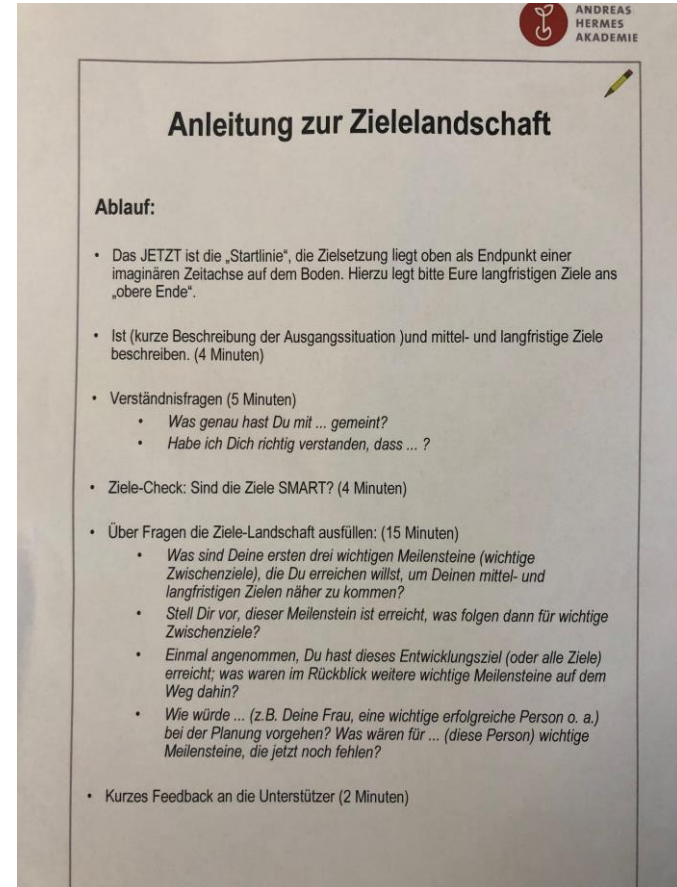 ANDREAS
HERMES
AKADEMIE
Anleitung zur Zielelandschaft
Ablauf:
• Das JETZT ist die „Startlinie“, die Zielsetzung liegt oben als Endpunkt einer
imaginären Zeitachse auf dem Boden. Hierzu legt bitte Eure langfristigen Ziele ans
„obere Ende“.
• Ist (kurze Beschreibung der Ausgangssituation )und mittel- und langfristige Ziele
beschreiben. (4 Minuten)
• Verständnisfragen (5 Minuten)
• Was genau hast Du mit ... gemeint?
• Habe ich Dich richtig verstanden, dass ... ?
• Ziele-Check: Sind die Ziele SMART? (4 Minuten)
• Über Fragen die Ziele-Landschaft ausfüllen: (15 Minuten)
• Was sind Deine ersten drei wichtigen Meilensteine (wichtige
Zwischenziele), die Du erreichen willst, um Deinen mittel- und
langfristigen Zielen näher zu kommen?
• Stell Dir vor, dieser Meilenstein ist erreicht, was folgen dann für wichtige
Zwischenziele?
• Einmal angenommen, Du hast dieses Entwicklungsziel (oder alle Ziele)
erreicht; was waren im Rückblick weitere wichtige Meilensteine auf dem
Weg dahin?
• Wie würde ... (z.B. Deine Frau, eine wichtige erfolgreiche Person o. a.)
bei der Planung vorgehen? Was wären für ... (diese Person) wichtige
Meilensteine, die jetzt noch fehlen?
• Kurzes Feedback an die Unterstützer (2 Minuten)